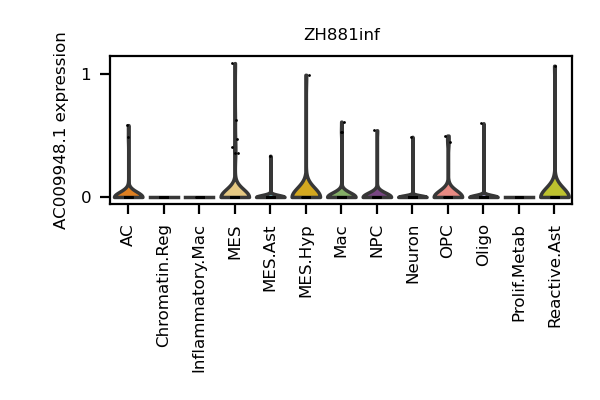 ZH881inf
AC009948.1 expression
1
0
AC
Chromatin.Reg
Inflammatory.Mac
MES
MES.Ast
MES.Hyp
Mac
NPC
Neuron
OPC
Oligo
Prolif.Metab
Reactive.Ast